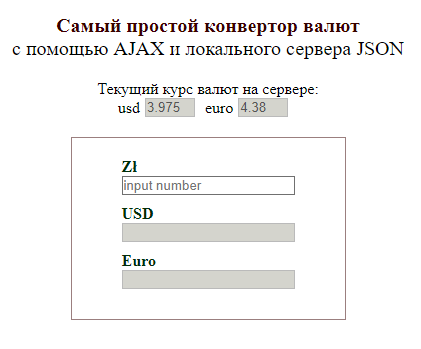 Самый простой конвертор валют
с помощью AJAX и локального сервера JSON
Текущий курс валют на сервере:
usd 3.975 euro 4.38
Zł
input number
USD
Euro